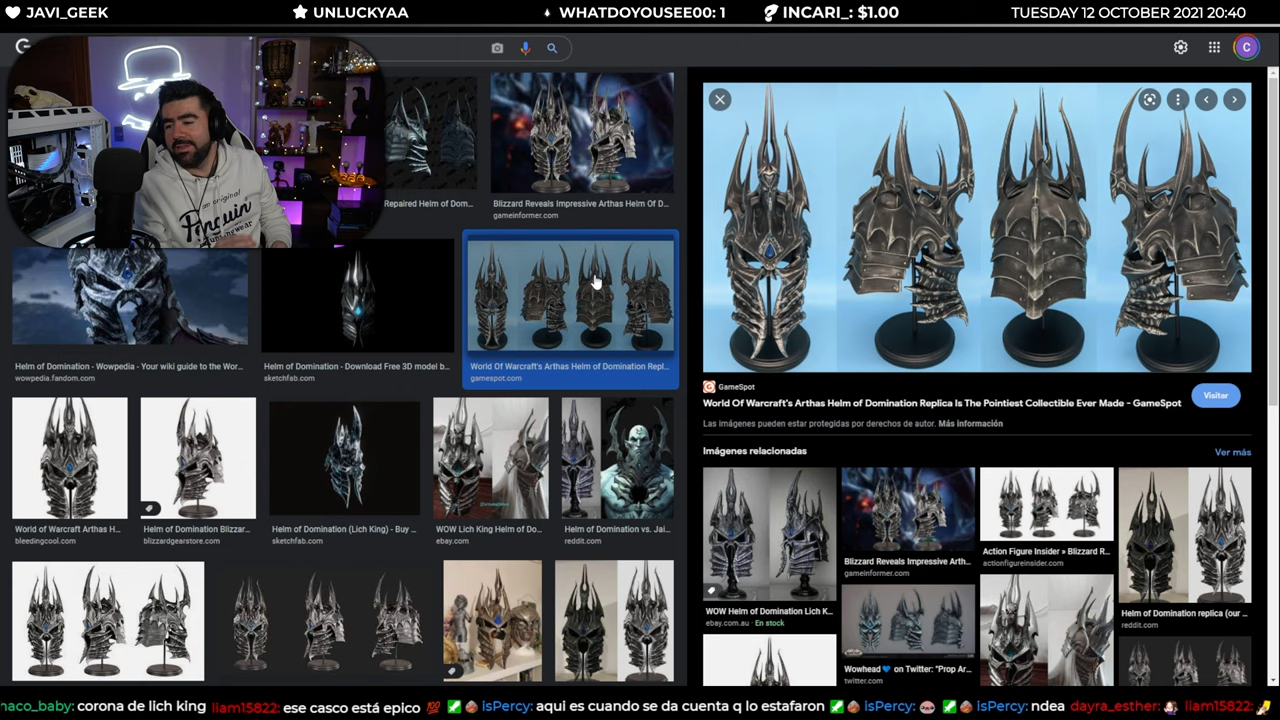 JAVI_GEEK
UNLUCKYAA
WHATDOYOUSEE00: 1
INCARI_: $1.00
TUESDAY 12 OCTOBER 2021 20:40
C
an original
Penguin
Repaired Helm of Dom...
Blizzard Reveals Impressive Arthas Helm Of D...
gameinformer.com
Helm of Domination - Wowpedia - Your wiki guide to the Wor...
wowpedia.fandom.com
Helm of Domination - Download Free 3D model b...
sketchfab.com
World Of Warcraft's Arthas Helm of Domination Repl...
gamespot.com
World of Warcraft Arthas H...
bleedingcool.com
Helm of Domination Blizzar...
blizzardgearstore.com
Helm of Domination (Lich King) - Buy ...
sketchfab.com
WOW Lich King Helm of Do...
ebay.com
Helm of Domination vs. Jai...
reddit.com
GameSpot
World Of Warcraft's Arthas Helm of Domination Replica Is The Pointiest Collectible Ever Made - GameSpot
Visitar
Las imágenes pueden estar protegidas por derechos de autor. Más información
Imágenes relacionadas
Ver más
WOW Helm of Domination Lich K...
ebay.com.au · En stock
Blizzard Reveals Impressive Arth...
gameinformer.com
Wowhead 💙 on Twitter: "Prop Ar...
twitter.com
Action Figure Insider » Blizzard R...
actionfigureinsider.com
Helm of Domination replica (our ...
reddit.com
naco_baby: corona de lich king liam15822: ese casco está epico 💯 isPercy: aqui es cuando se da cuenta q lo estafaron isPercy: isPercy: ndea dayra_esther: liam15822: